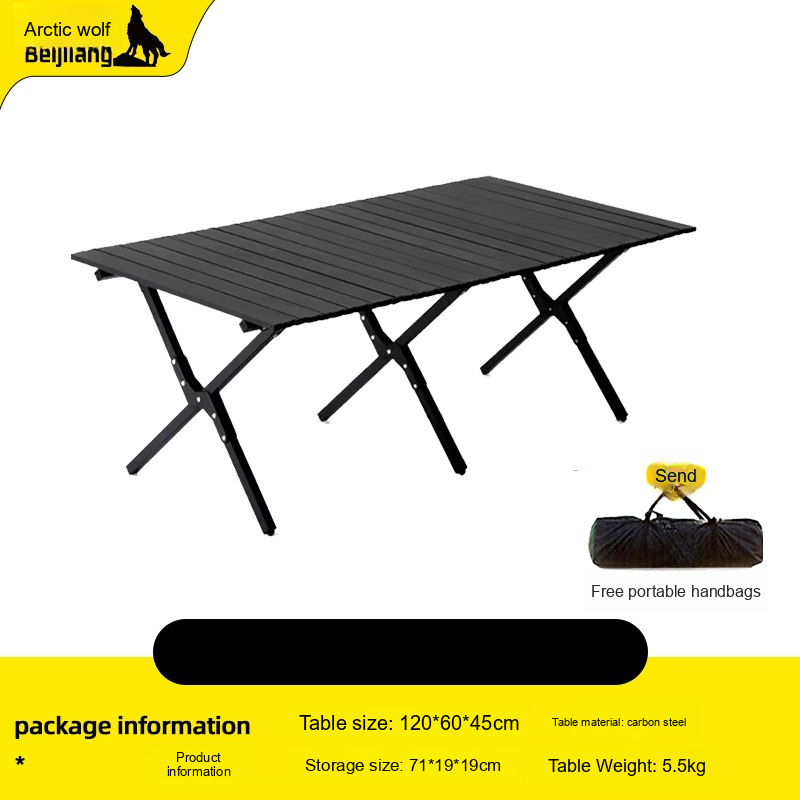 Arctic wolf
Beijilang
Send
Free portable handbags
package information
Table size: 120*60*45cm
Table material: carbon steel
*
Product
information
Storage size: 71*19*19cm
Table Weight: 5.5kg